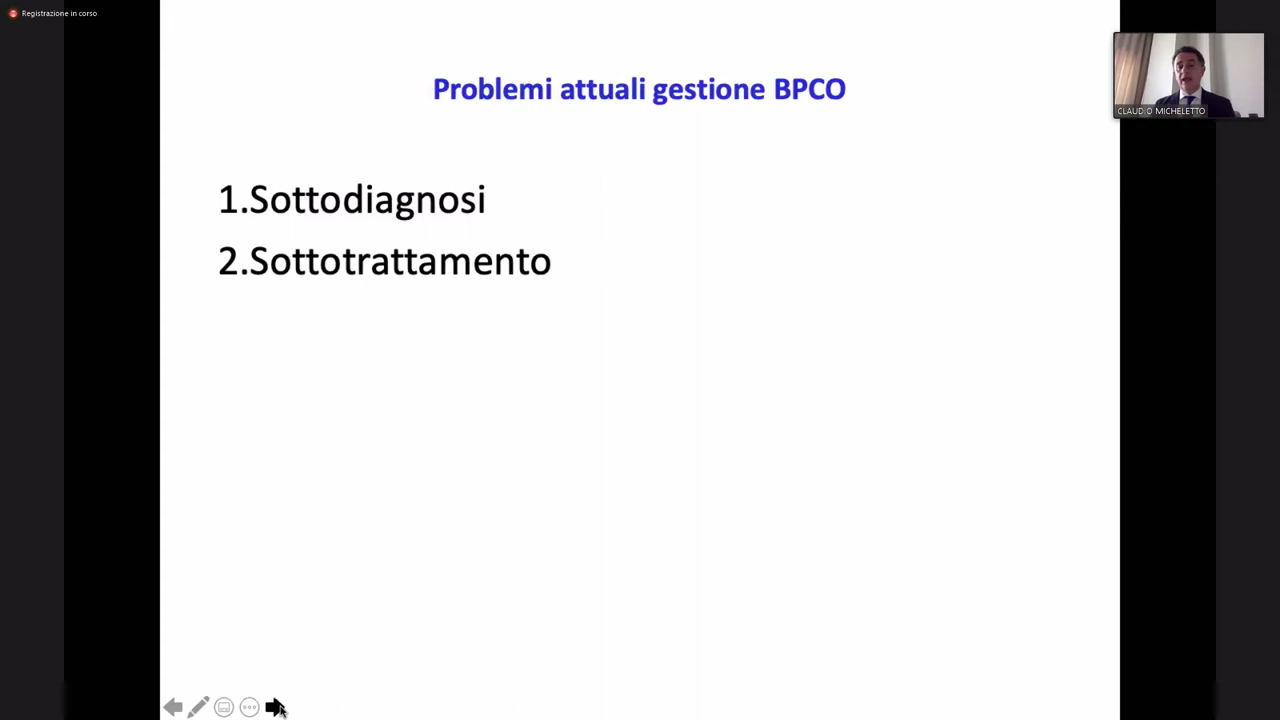 Registrazione in corso
Problemi attuali gestione BPCO
CLAUDIO MICHELETTO
1.Sottodiagnosi
2.Sottotrattamento